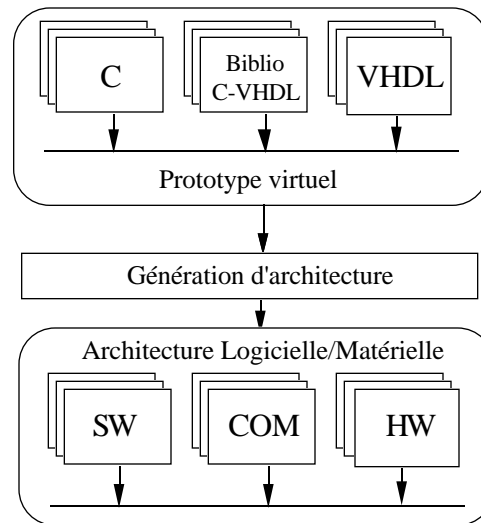 C
Biblio
C-VHDL
VHDL
Prototype virtuel
Génération d'architecture
Architecture Logicielle/Matérielle
SW
COM
HW